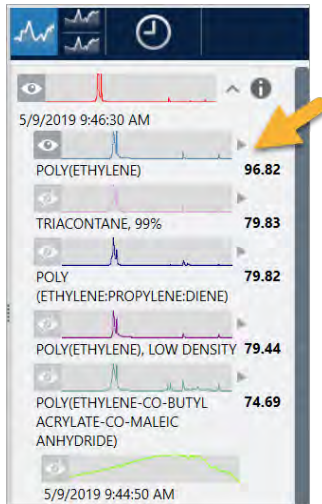 5/9/2019 9:46:30 AM
POLY(ETHYLENE) 96.82
TRIACONTANE, 99% 79.83
POLY 79.82
(ETHYLENE:PROPYLENE:DIENE)
POLY(ETHYLENE), LOW DENSITY 79.44
POLY(ETHYLENE-CO-BUTYL 74.69
ACRYLATE-CO-MALEIC
ANHYDRIDE)
5/9/2019 9:44:50 AM